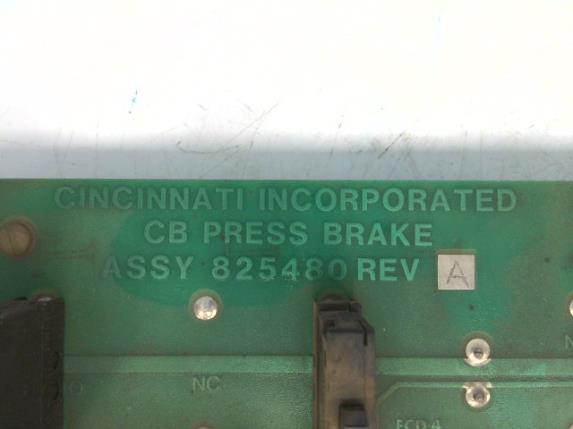 CINCINNATI INCORPORATED
CB PRESS BRAKE
ASSY 825480 REV A
NC